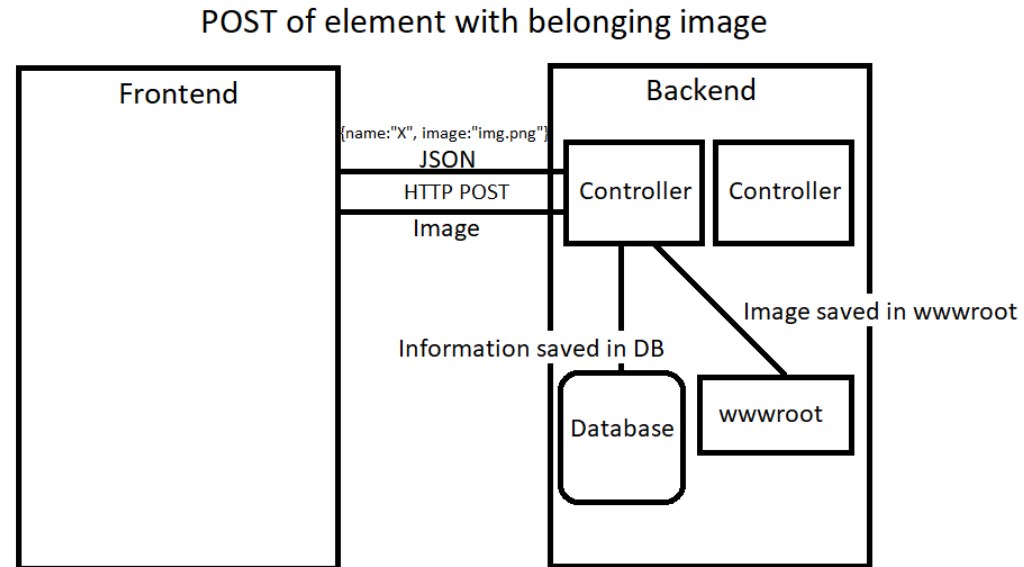 POST of element with belonging image
Frontend
Backend
{name:"X", image:"img.png"}
JSON
HTTP POST
Image
Controller
Controller
Image saved in wwwroot
Information saved in DB
Database
wwwroot